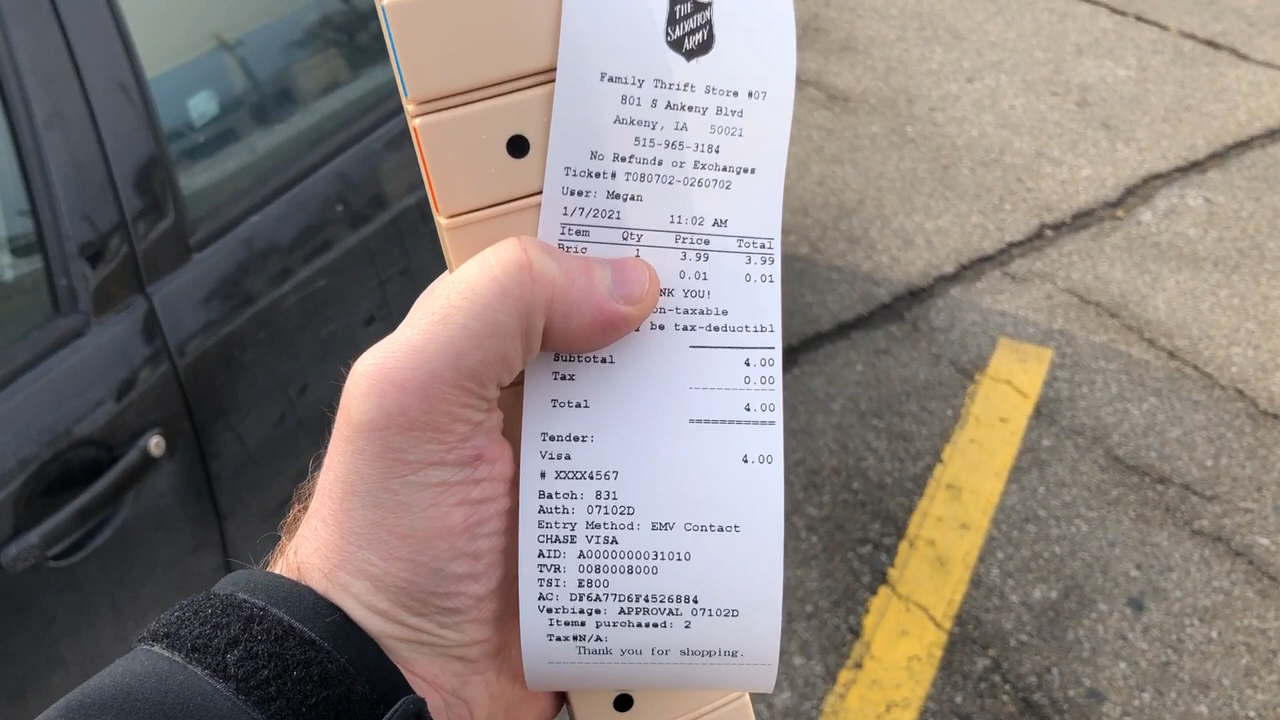 THE
SALVATION
ARMY
Family Thrift Store #07
801 S Ankeny Blvd
Ankeny, IA 50021
515-965-3184
No Refunds or Exchanges
Ticket# T080702-0260702
User: Megan
1/7/2021 11:02 AM
Item Qty Price Total
Bric 1 3.99 3.99
0.01 0.01
NK YOU!
on-taxable
be tax-deductibl
Subtotal 4.00
Tax 0.00
Total 4.00
Tender:
Visa 4.00
# XXXX4567
Batch: 831
Auth: 07102D
Entry Method: EMV Contact
CHASE VISA
AID: A0000000031010
TVR: 0080008000
TSI: E800
AC: DF6A77D6F4526884
Verbiage: APPROVAL 07102D
Items purchased: 2
Tax#N/A:
Thank you for shopping.